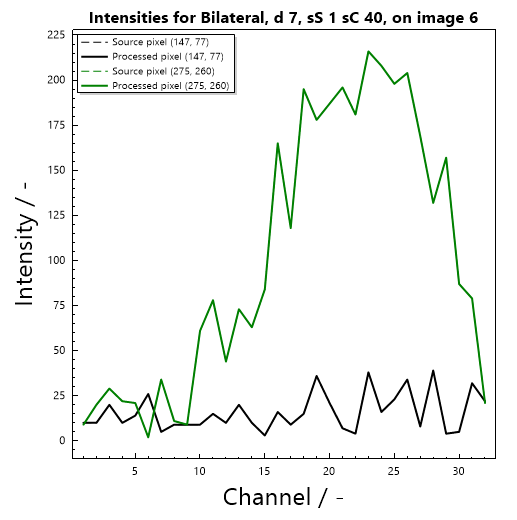 Intensities for Bilateral, d 7, sS 1 sC 40, on image 6
Source pixel (147, 77)
Processed pixel (147, 77)
Source pixel (275, 260)
Processed pixel (275, 260)
Intensity / -
225
200
175
150
125
100
75
50
25
0
5
10
15
20
25
30
Channel / -